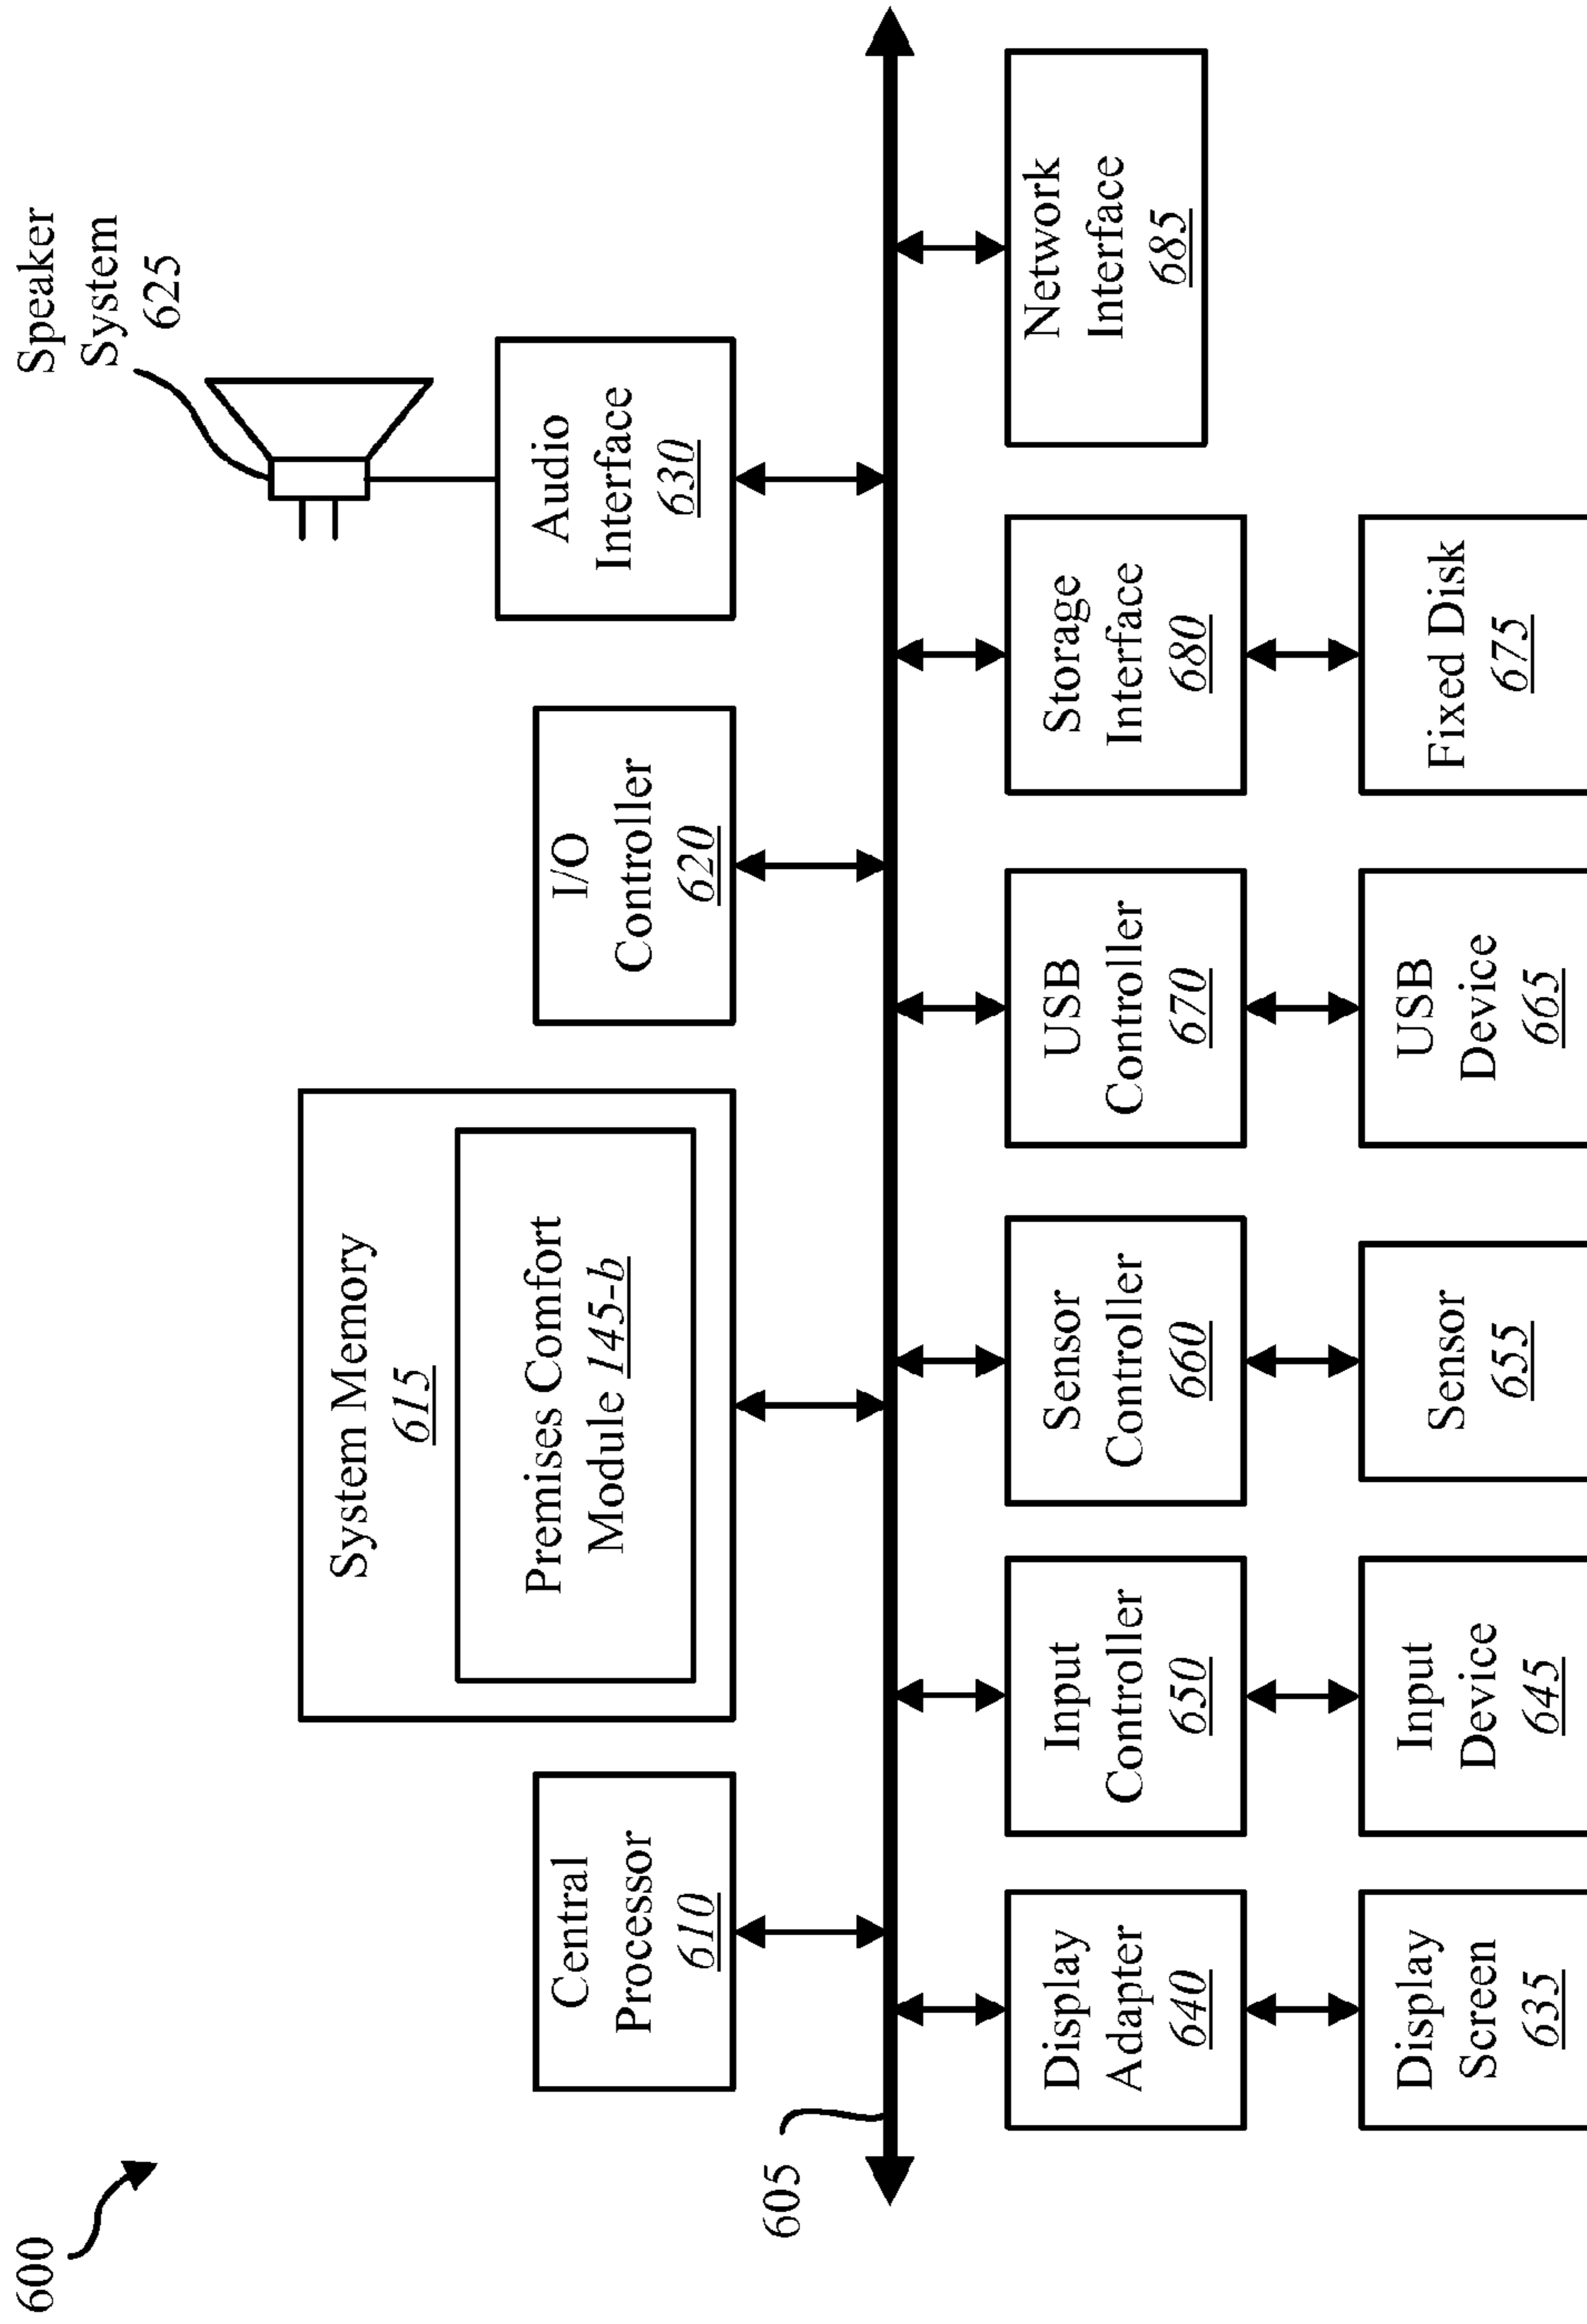 600
Speaker
System
625
System Memory
615
Premises Comfort
Module 145-b
Central
Processor
610
I/O
Controller
620
Audio
Interface
630
605
Display
Adapter
640
Input
Controller
650
Sensor
Controller
660
USB
Controller
670
Storage
Interface
680
Network
Interface
685
Display
Screen
635
Input
Device
645
Sensor
655
USB
Device
665
Fixed Disk
675